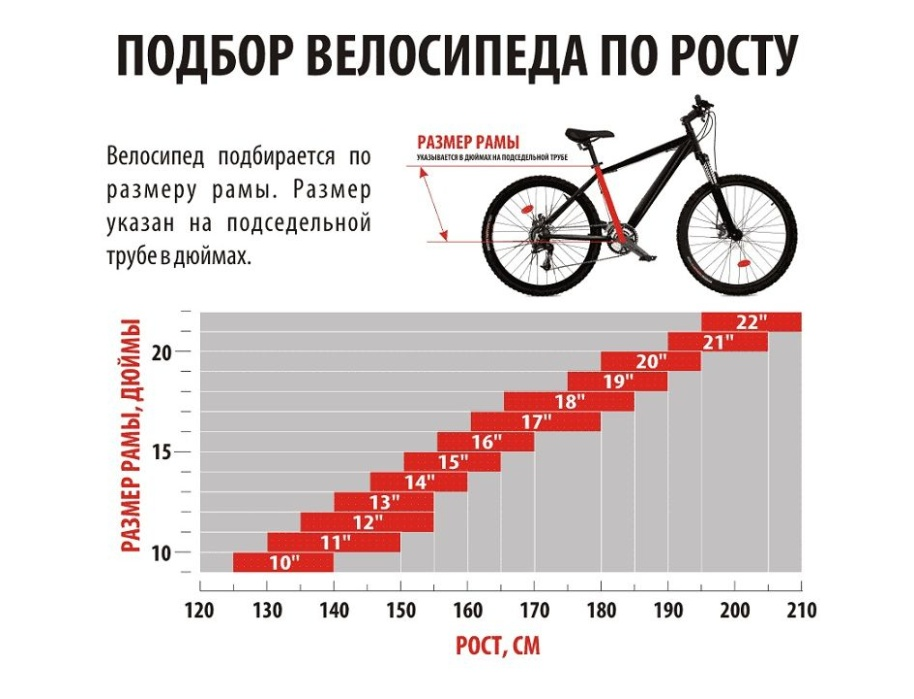 ПОДБОР ВЕЛОСИПЕДА ПО РОСТУ
Велосипед подбирается по
размеру рамы. Размер
указан на подседельной
трубе в дюймах.
РАЗМЕР РАМЫ
УКАЗЫВАЕТСЯ В ДЮЙМАХ НА ПОДСЕДЕЛЬНОЙ ТРУБЕ
РАЗМЕР РАМЫ, ДЮЙМЫ
20
15
10
22"
21"
20"
19"
18"
17"
16"
15"
14"
13"
12"
11"
10"
120 130 140 150 160 170 180 190 200 210
РОСТ, СМ